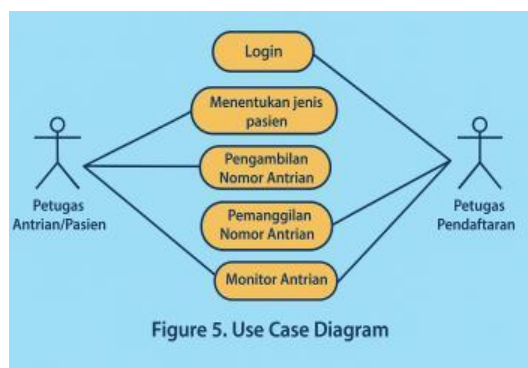 Login
Menentukan jenis
pasien
Pengambilan
Nomor Antrian
Pemanggilan
Nomor Antrian
Monitor Antrian
Petugas
Antrian/Pasien
Petugas
Pendaftaran
Figure 5. Use Case Diagram